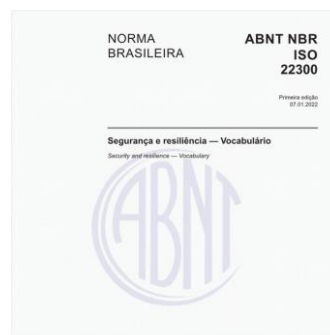 NORMA
BRASILEIRA
ABNT NBR
ISO
22300
Primeira edição
07.01.2022
Segurança e resiliência — Vocabulário
Security and resilience — Vocabulary
ABNT